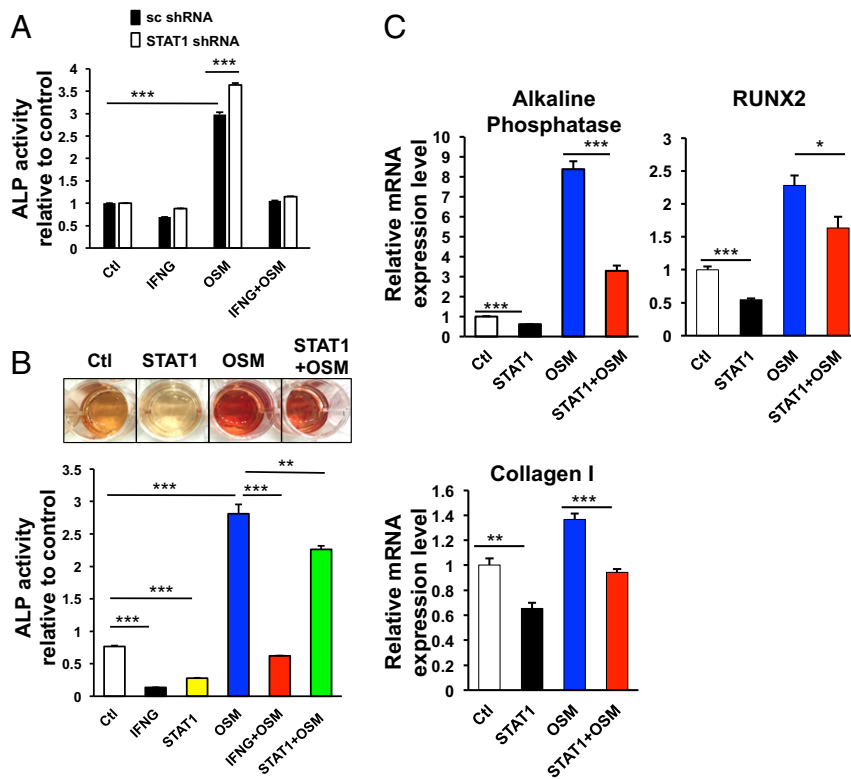 A
sc shRNA
STAT1 shRNA
ALP activity
relative to control
4
3.5
3
2.5
2
1.5
1
0.5
0
***
***
Ctl
IFNG
OSM
IFNG+OSM
B
Ctl
STAT1
OSM
STAT1
+OSM
ALP activity
relative to control
3.5
3
2.5
2
1.5
1
0.5
0
**
***
***
***
***
Ctl
IFNG
STAT1
OSM
IFNG+OSM
STAT1+OSM
C
Alkaline
Phosphatase
Relative mRNA
expression level
10
9
8
7
6
5
4
3
2
1
0
***
***
Ctl
STAT1
OSM
STAT1+OSM
RUNX2
3
2.5
2
1.5
1
0.5
0
***
*
Ctl
STAT1
OSM
STAT1+OSM
Collagen I
Relative mRNA
expression level
1.6
1.4
1.2
1
0.8
0.6
0.4
0.2
0
**
***
Ctl
STAT1
OSM
STAT1+OSM